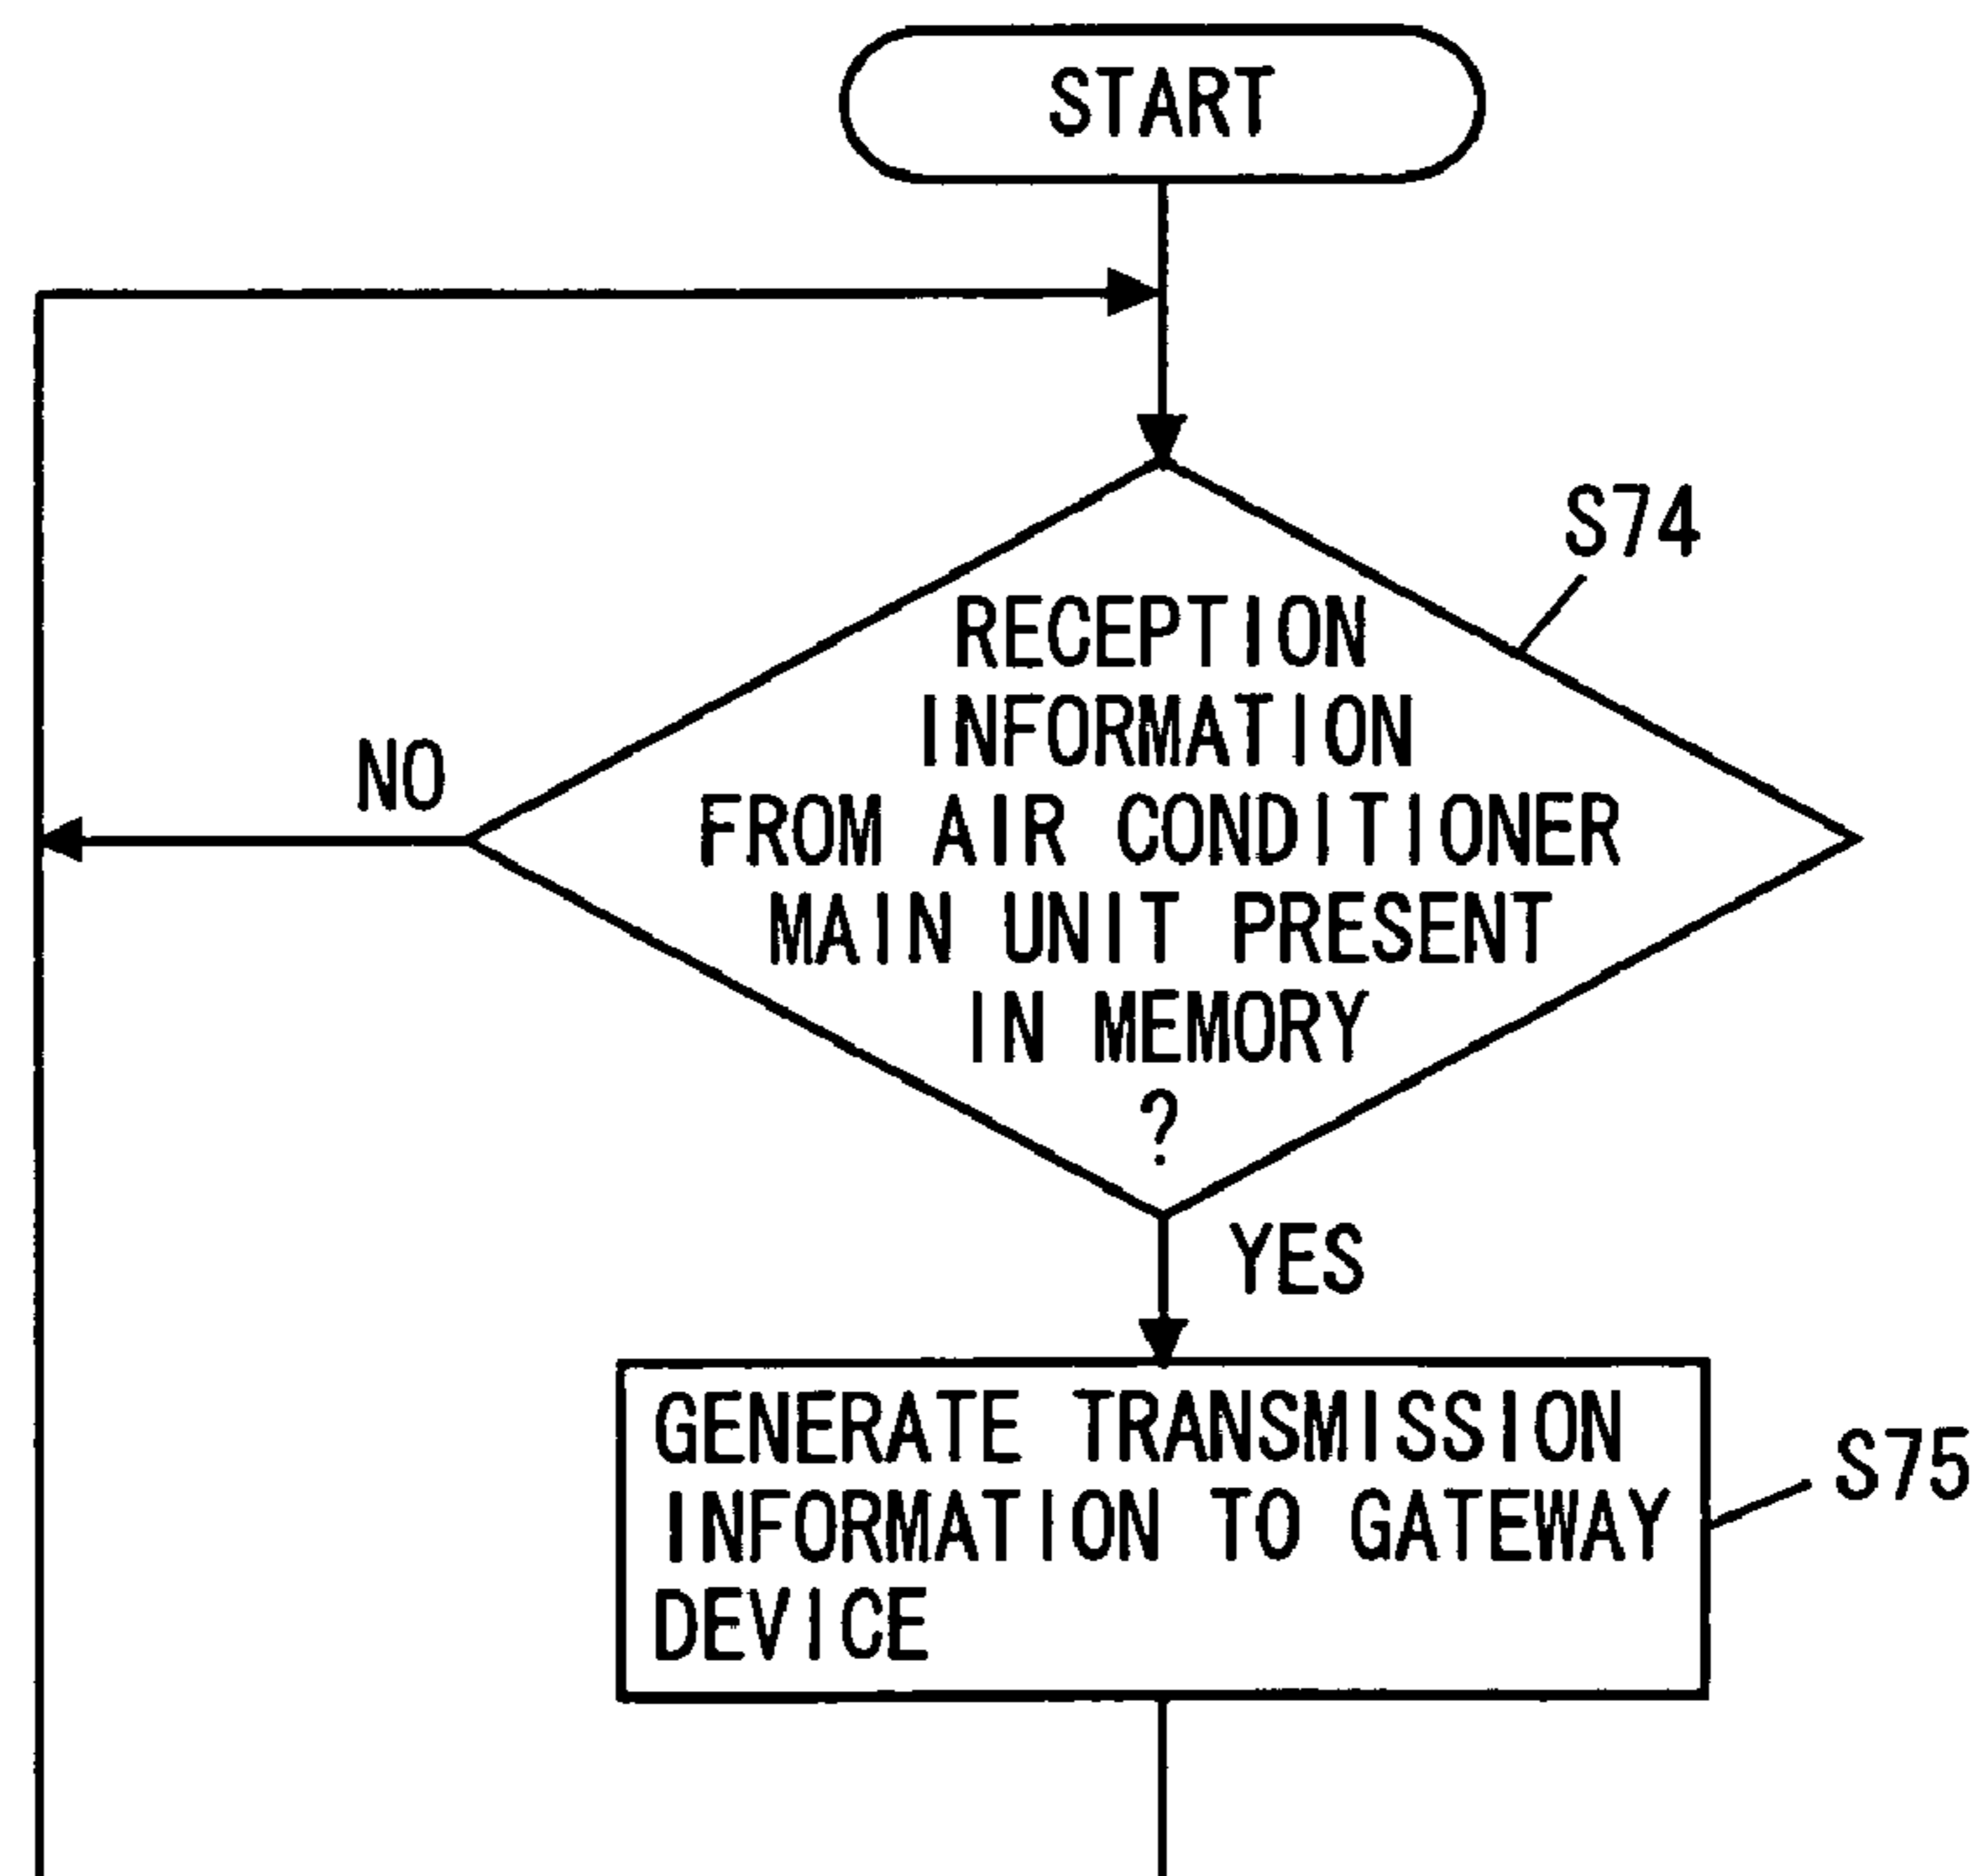 START
S74
RECEPTION
INFORMATION
FROM AIR CONDITIONER
MAIN UNIT PRESENT
IN MEMORY
?
NO
YES
GENERATE TRANSMISSION
INFORMATION TO GATEWAY
DEVICE
S75